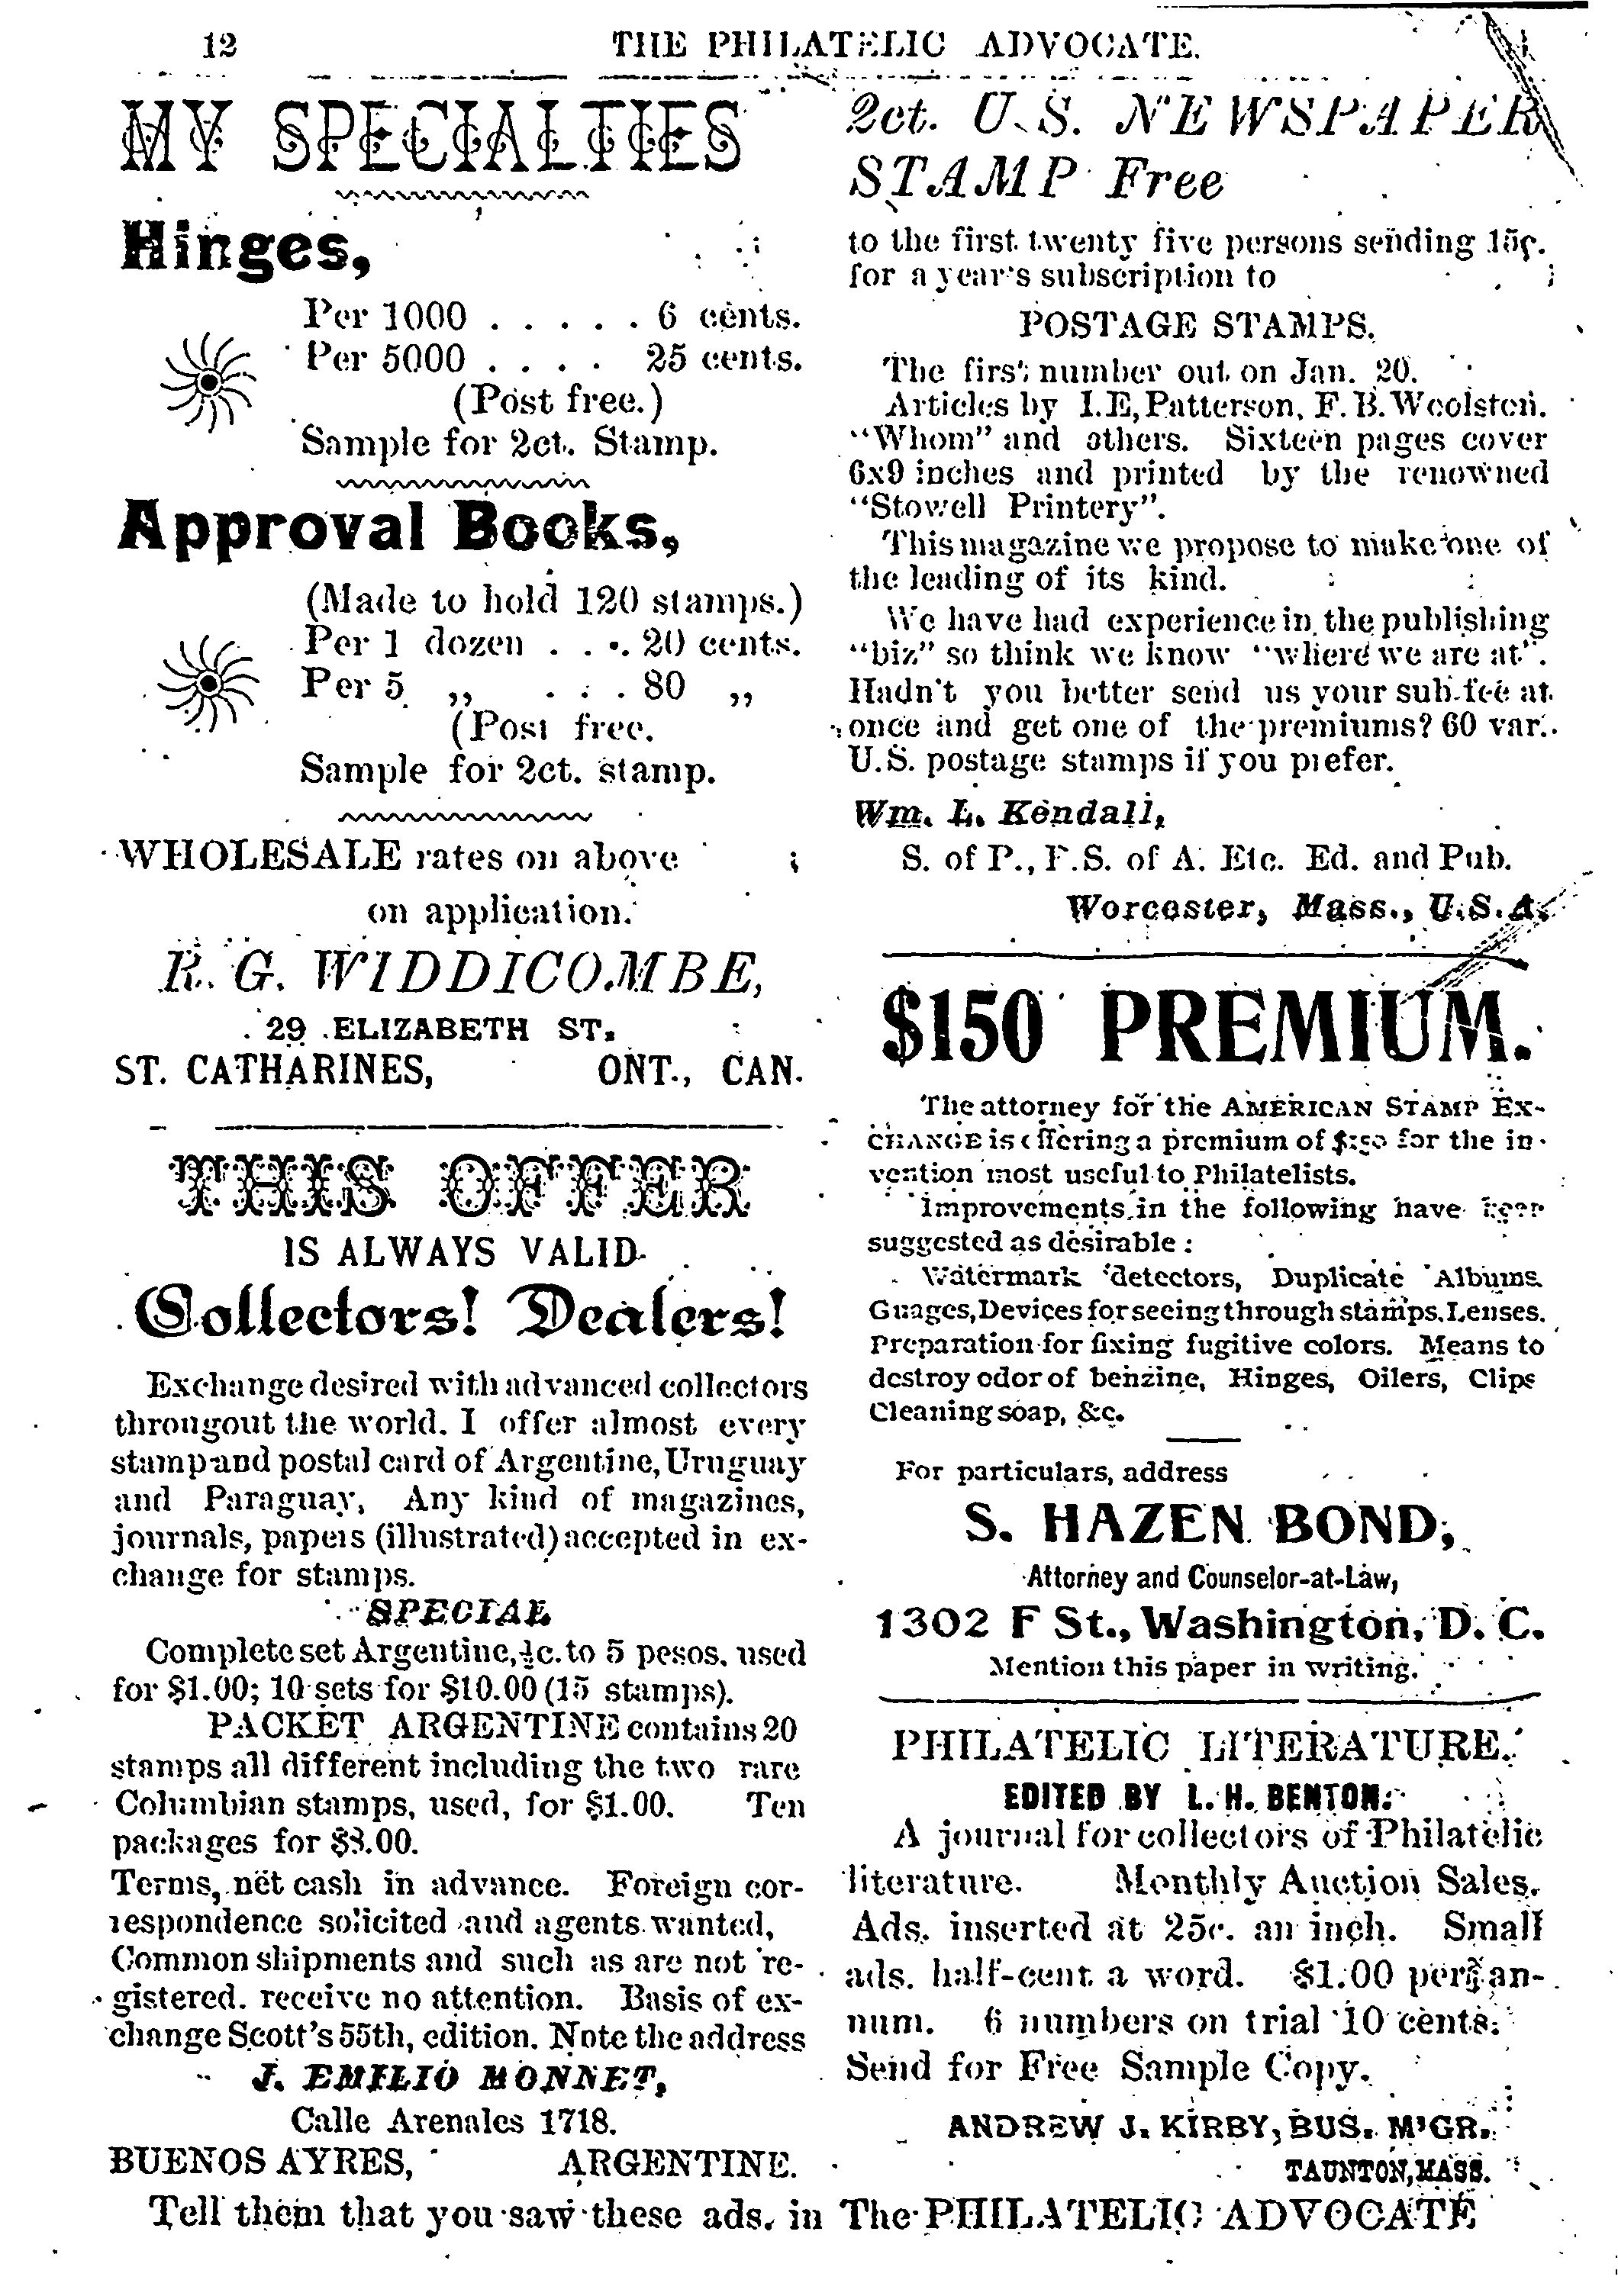 12 THE PHILATELIC ADVOCATE.
MY SPECIALTIES
Hinges,
Per 1000 . . . . . 6 cents.
Per 5000 . . . . 25 cents.
(Post free.)
Sample for 2ct. Stamp.
Approval Books,
(Made to hold 120 stamps.)
Per 1 dozen . . . 20 cents.
Per 5 „ . . . 80 „
(Post free.
Sample for 2ct. stamp.
WHOLESALE rates on above
on application.
R. G. WIDDICOMBE,
29 ELIZABETH ST.
ST. CATHARINES, ONT., CAN.
THIS OFFER
IS ALWAYS VALID
Collectors! Dealers!
Exchange desired with advanced collectors
througout the world. I offer almost every
stamp and postal card of Argentine, Uruguay
and Paraguay, Any kind of magazines,
journals, papers (illustrated) accepted in ex-
change for stamps.
SPECIAL
Complete set Argentine, ½c. to 5 pesos, used
for $1.00; 10 sets for $10.00 (15 stamps).
PACKET ARGENTINE contains 20
stamps all different including the two rare
Columbian stamps, used, for $1.00. Ten
packages for $8.00.
Terms, net cash in advance. Foreign cor-
respondence solicited and agents wanted,
Common shipments and such as are not re-
gistered. receive no attention. Basis of ex-
change Scott's 55th, edition. Note the address
J. EMILIO MONNET,
Calle Arenales 1718.
BUENOS AYRES, ARGENTINE.
2ct. U.S. NEWSPAPER
STAMP Free
to the first twenty five persons sending 15c.
for a year's subscription to
POSTAGE STAMPS.
The first number out on Jan. 20.
Articles by I.E, Patterson, F. B. Woolsten.
"Whom" and others. Sixteen pages cover
6x9 inches and printed by the renowned
"Stowell Printery".
This magazine we propose to make one of
the leading of its kind.
We have had experience in the publishing
"biz" so think we know "where we are at".
Hadn't you better send us your sub. fee at
once and get one of the premiums? 60 var.
U.S. postage stamps if you prefer.
Wm. L. Kendall,
S. of P., F.S. of A. Etc. Ed. and Pub.
Worcester, Mass., U.S.A.
$150 PREMIUM.
The attorney for the AMERICAN STAMP EX-
CHANGE is offering a premium of $150 for the in-
vention most useful to Philatelists.
Improvements in the following have been
suggested as desirable :
Watermark detectors, Duplicate Albums.
Guages, Devices for seeing through stamps. Lenses.
Preparation for fixing fugitive colors. Means to
destroy odor of benzine, Hinges, Oilers, Clips
Cleaning soap, &c.
For particulars, address
S. HAZEN BOND,
Attorney and Counselor-at-Law,
1302 F St., Washington, D. C.
Mention this paper in writing.
PHILATELIC LITERATURE.
EDITED BY L. H. BENTON.
A journal for collectors of Philatelic
literature. Monthly Auction Sales.
Ads. inserted at 25c. an inch. Small
ads. half-cent a word. $1.00 per an-
num. 6 numbers on trial 10 cents.
Send for Free Sample Copy.
ANDREW J. KIRBY, BUS. M'GR.
TAUNTON, MASS.
Tell them that you saw these ads. in The PHILATELIC ADVOCATE